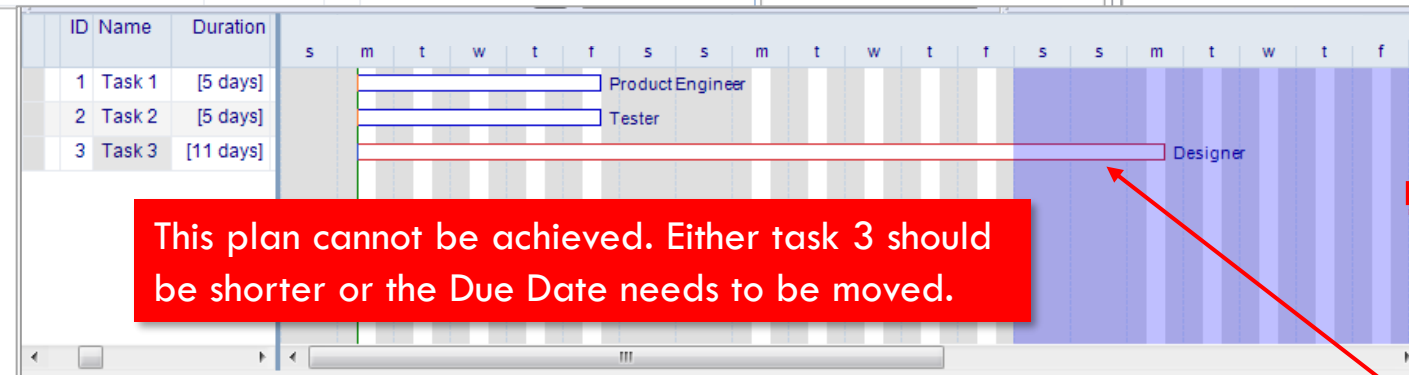 ID Name Duration
s m t w t f s s m t w t f s s m t w t f
1 Task 1 [5 days] Product Engineer
2 Task 2 [5 days] Tester
3 Task 3 [11 days] Designer
This plan cannot be achieved. Either task 3 should
be shorter or the Due Date needs to be moved.